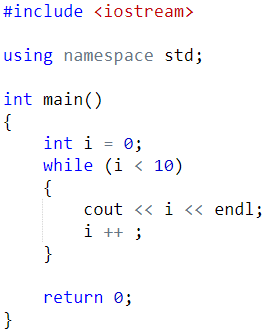 #include <iostream>
using namespace std;
int main()
{
int i = 0;
while (i < 10)
{
cout << i << endl;
i ++ ;
}
return 0;
}